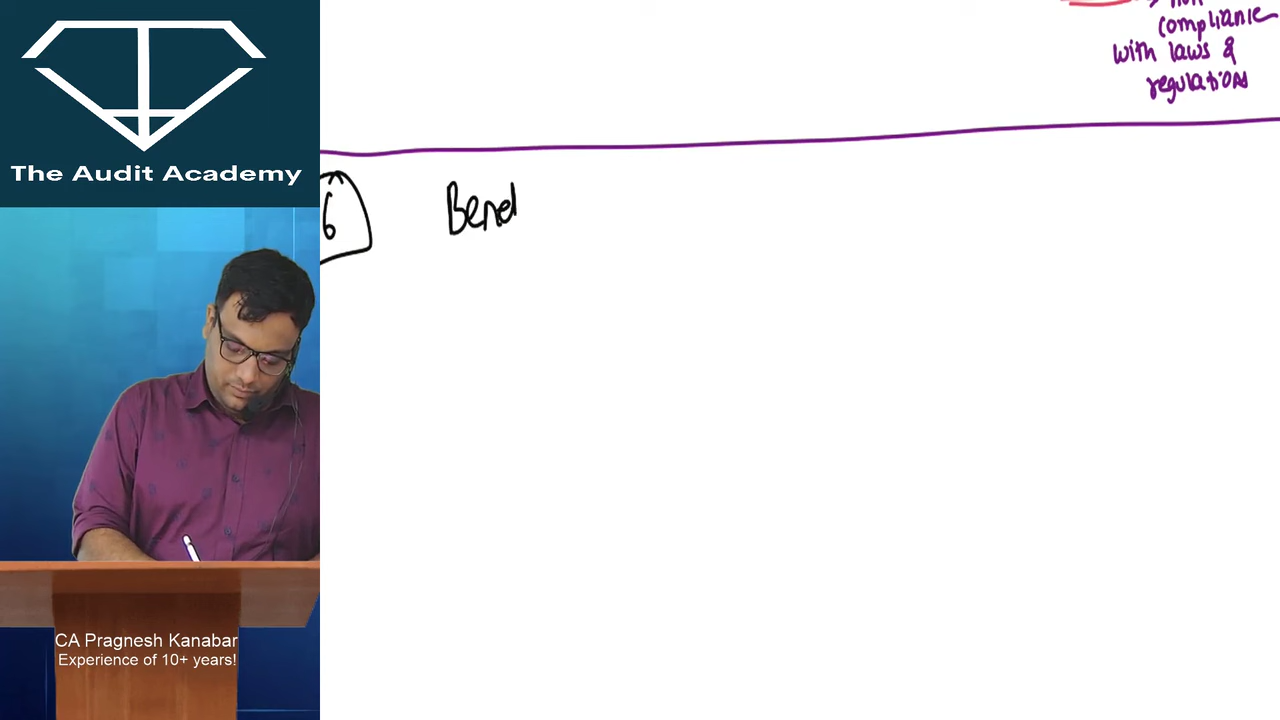 compliance
with laws &
regulations
The Audit Academy
6
Bene
CA Pragnesh Kanabar
Experience of 10+ years!